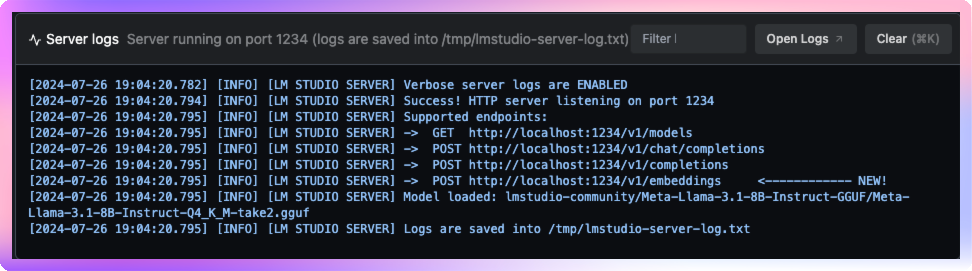 Server logs Server running on port 1234 (logs are saved into /tmp/lmstudio-server-log.txt) Filter l Open Logs ↗ Clear (⌘K)
[2024-07-26 19:04:20.782] [INFO] [LM STUDIO SERVER] Verbose server logs are ENABLED
[2024-07-26 19:04:20.794] [INFO] [LM STUDIO SERVER] Success! HTTP server listening on port 1234
[2024-07-26 19:04:20.795] [INFO] [LM STUDIO SERVER] Supported endpoints:
[2024-07-26 19:04:20.795] [INFO] [LM STUDIO SERVER] -> GET http://localhost:1234/v1/models
[2024-07-26 19:04:20.795] [INFO] [LM STUDIO SERVER] -> POST http://localhost:1234/v1/chat/completions
[2024-07-26 19:04:20.795] [INFO] [LM STUDIO SERVER] -> POST http://localhost:1234/v1/completions
[2024-07-26 19:04:20.795] [INFO] [LM STUDIO SERVER] -> POST http://localhost:1234/v1/embeddings <------------ NEW!
[2024-07-26 19:04:20.795] [INFO] [LM STUDIO SERVER] Model loaded: lmstudio-community/Meta-Llama-3.1-8B-Instruct-GGUF/Meta-
Llama-3.1-8B-Instruct-Q4_K_M-take2.gguf
[2024-07-26 19:04:20.795] [INFO] [LM STUDIO SERVER] Logs are saved into /tmp/lmstudio-server-log.txt